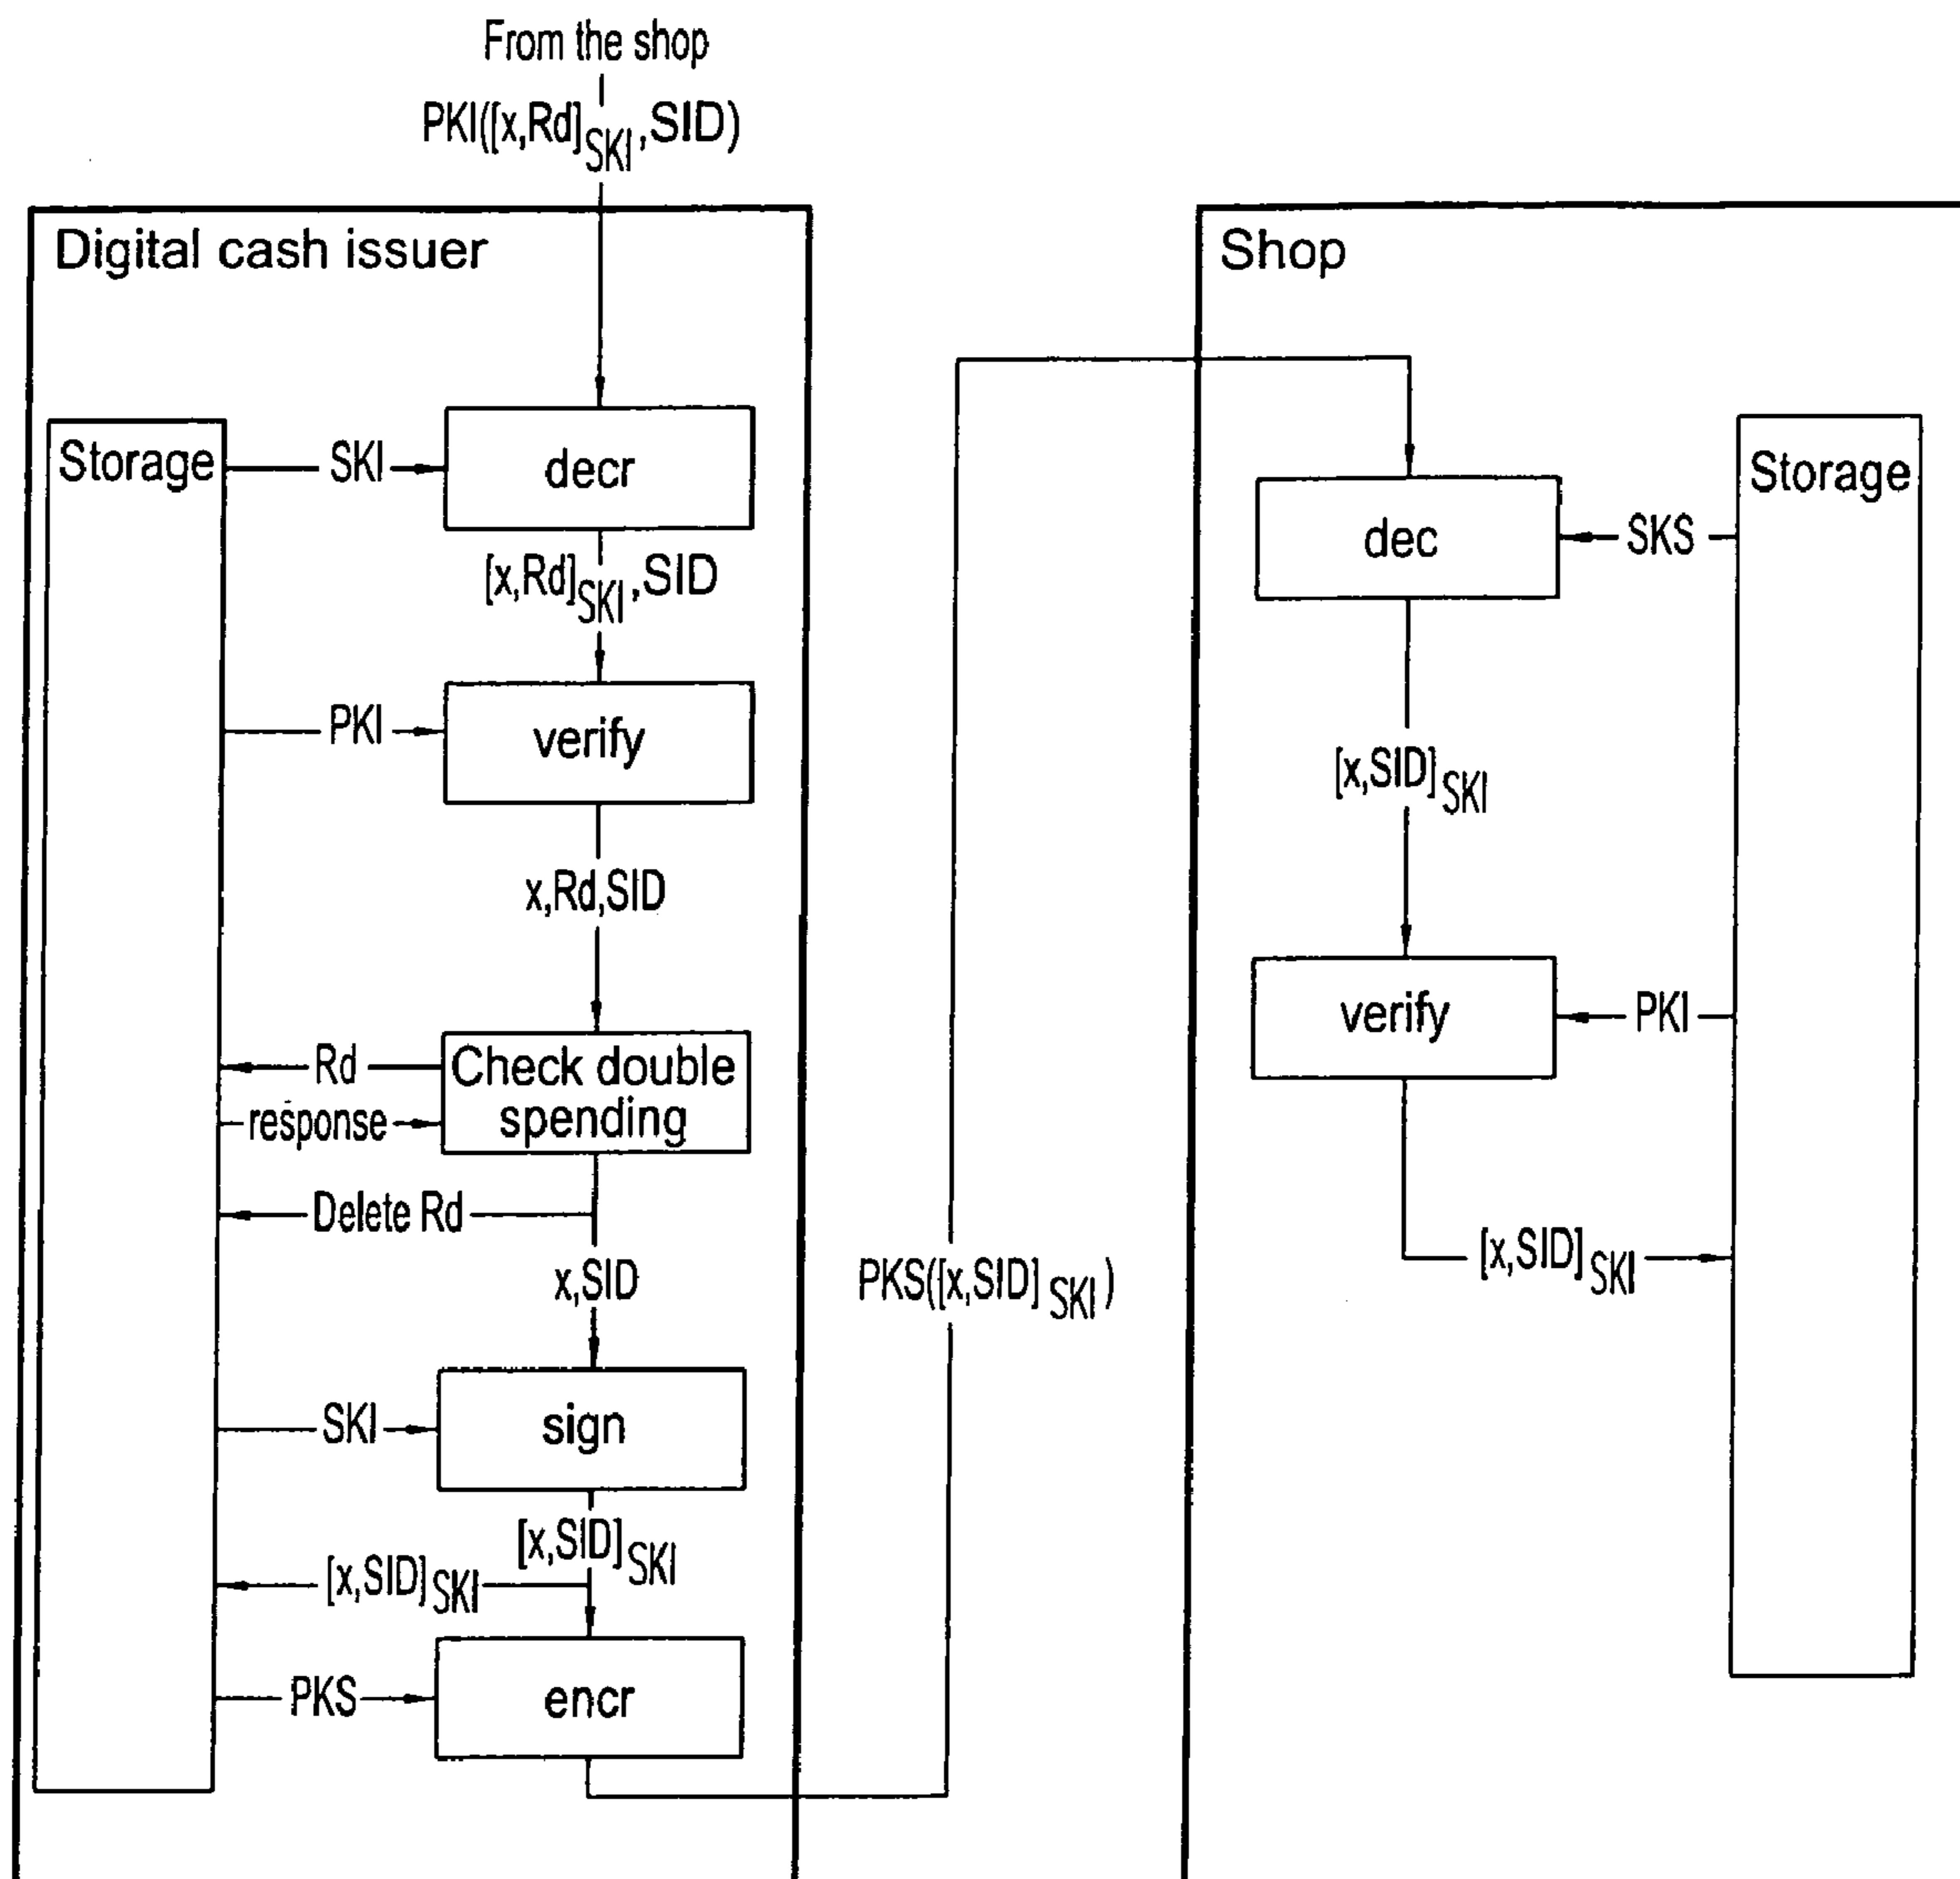 From the shop
PKI([x,Rd]SKI,SID)
Digital cash issuer
Storage
SKI
decr
[x,Rd]SKI,SID
PKI
verify
x,Rd,SID
Rd
Check double
spending
response
Delete Rd
x,SID
SKI
sign
[x,SID]SKI
[x,SID]SKI
PKS
encr
PKS([x,SID]SKI)
Shop
Storage
dec
SKS
[x,SID]SKI
verify
PKI
[x,SID]SKI